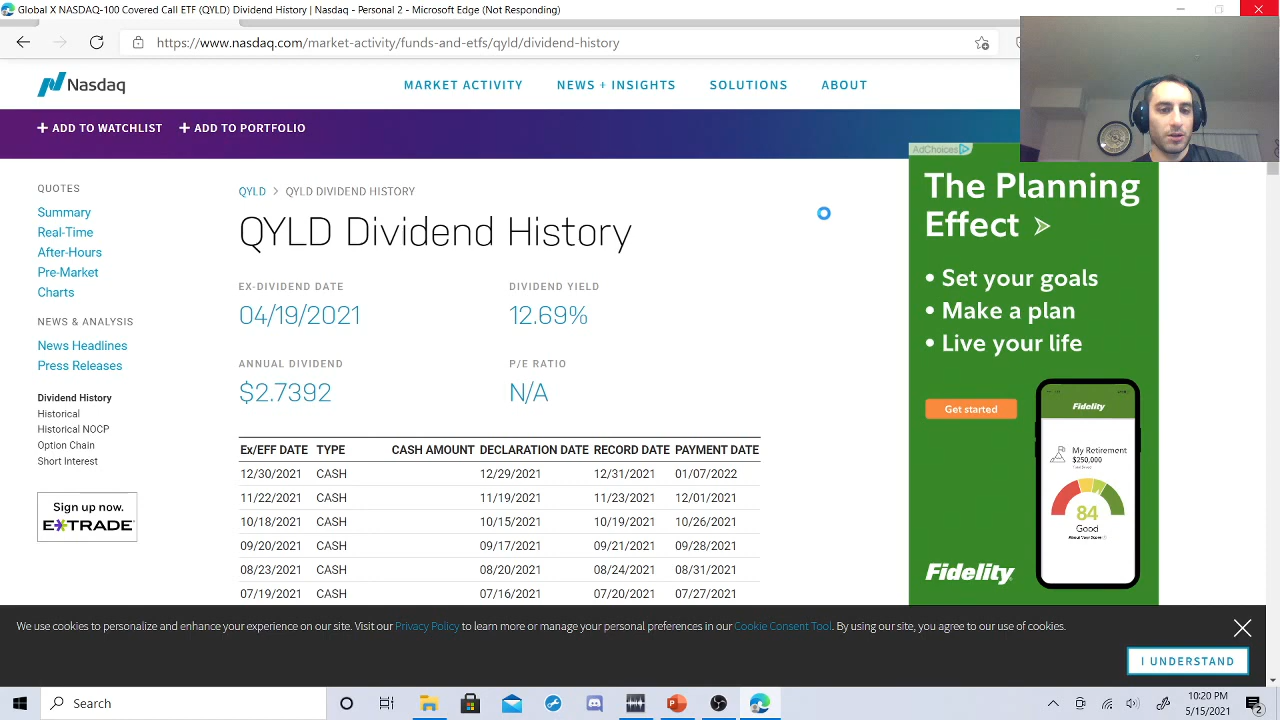 Global X NASDAQ-100 Covered Call ETF (QYLD) Dividend History | Nasdaq - Personal 2 - Microsoft Edge (Not Responding)
https://www.nasdaq.com/market-activity/funds-and-etfs/qyld/dividend-history
Nasdaq
MARKET ACTIVITY NEWS + INSIGHTS SOLUTIONS ABOUT
+ ADD TO WATCHLIST + ADD TO PORTFOLIO
AdChoices
QUOTES
Summary
Real-Time
After-Hours
Pre-Market
Charts
NEWS & ANALYSIS
News Headlines
Press Releases
Dividend History
Historical
Historical NOCP
Option Chain
Short Interest
Sign up now.
E*TRADE
QYLD > QYLD DIVIDEND HISTORY
QYLD Dividend History
EX-DIVIDEND DATE DIVIDEND YIELD
04/19/2021 12.69%
ANNUAL DIVIDEND P/E RATIO
$2.7392 N/A
Ex/EFF DATE TYPE CASH AMOUNT DECLARATION DATE RECORD DATE PAYMENT DATE
12/30/2021 CASH 12/29/2021 12/31/2021 01/07/2022
11/22/2021 CASH 11/19/2021 11/23/2021 12/01/2021
10/18/2021 CASH 10/15/2021 10/19/2021 10/26/2021
09/20/2021 CASH 09/17/2021 09/21/2021 09/28/2021
08/23/2021 CASH 08/20/2021 08/24/2021 08/31/2021
07/19/2021 CASH 07/16/2021 07/20/2021 07/27/2021
The Planning
Effect >
• Set your goals
• Make a plan
• Live your life
Get started
Fidelity
My Retirement
$250,000
84
Good
Fidelity
We use cookies to personalize and enhance your experience on our site. Visit our Privacy Policy to learn more or manage your personal preferences in our Cookie Consent Tool. By using our site, you agree to our use of cookies.
I UNDERSTAND
Search
10:20 PM
5/15/2021
2